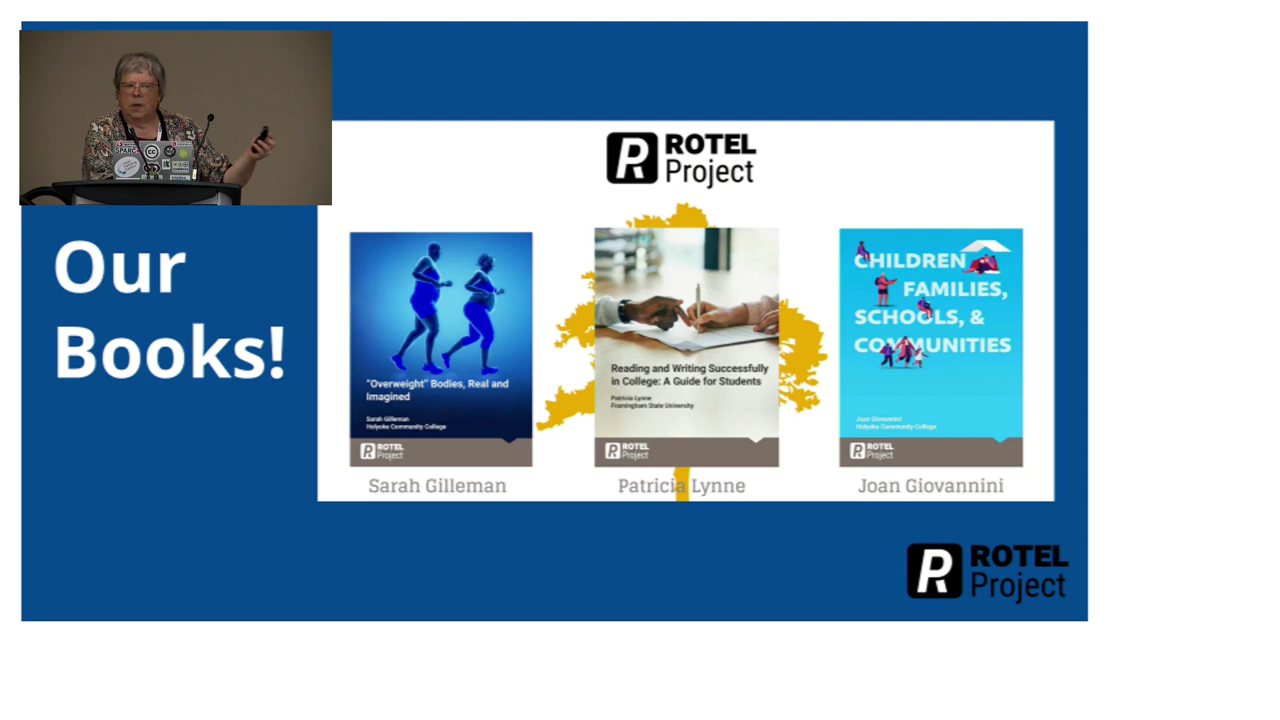 Our
Books!
ROTEL
Project
"Overweight" Bodies, Real and
Imagined
Sarah Gilleman
Holyoke Community College
ROTEL
Project
Sarah Gilleman
Reading and Writing Successfully
in College: A Guide for Students
Patricia Lynne
Framingham State University
ROTEL
Project
Patricia Lynne
CHILDREN
FAMILIES,
SCHOOLS, &
COMMUNITIES
Joan Giovannini
Holyoke Community College
ROTEL
Project
Joan Giovannini
ROTEL
Project
SPARC